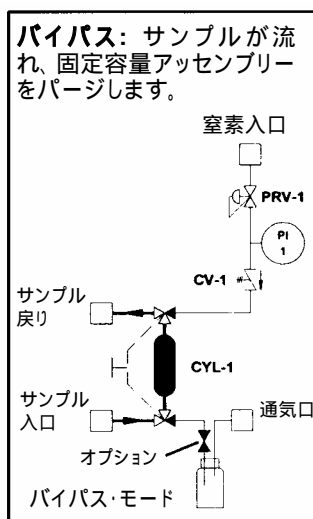 バイパス: サンプルが流
れ、固定容量アッセンブリー
をパージします。
窒素入口
PRV-1
PI
1
CV-1
サンプル
戻り
CYL-1
サンプル
入口
通気口
オプション
バイパス・モード